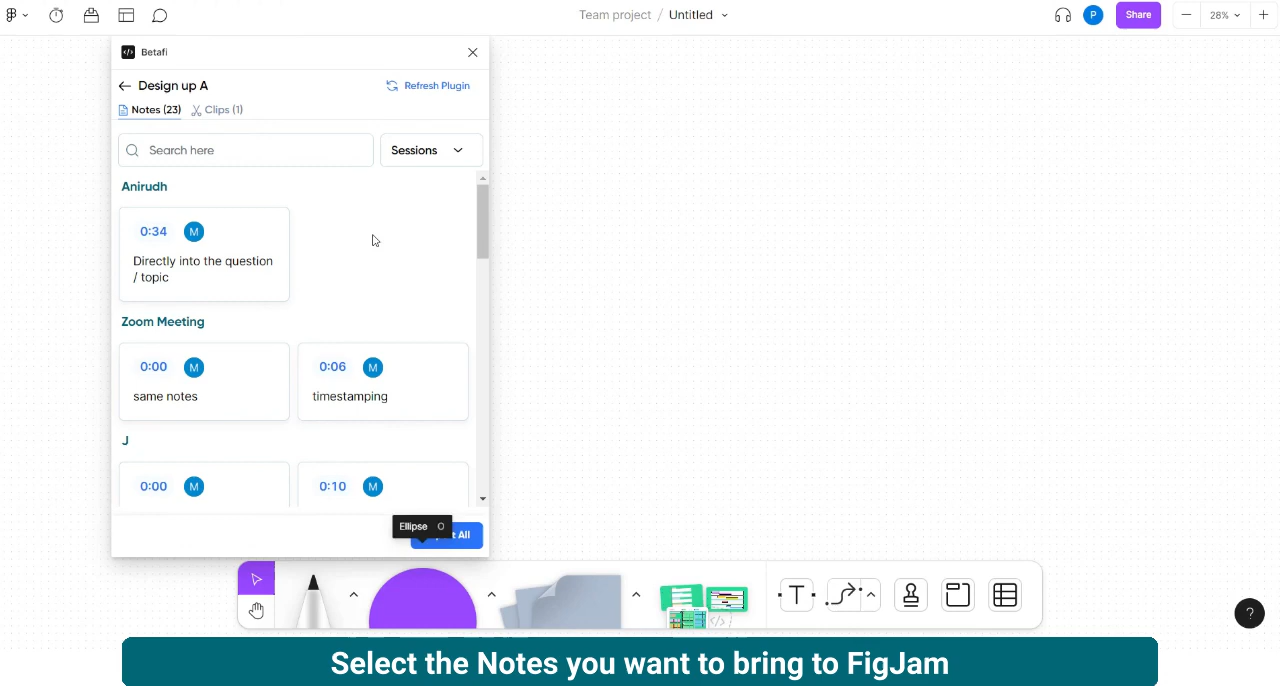 Team project / Untitled
P
Share
28%
Betafi
Design up A
Refresh Plugin
Notes (23) Clips (1)
Search here
Sessions
Anirudh
0:34 M
Directly into the question
/ topic
Zoom Meeting
0:00 M
same notes
0:06 M
timestamping
J
0:00 M
0:10 M
Ellipse O
All
T
?
Select the Notes you want to bring to FigJam